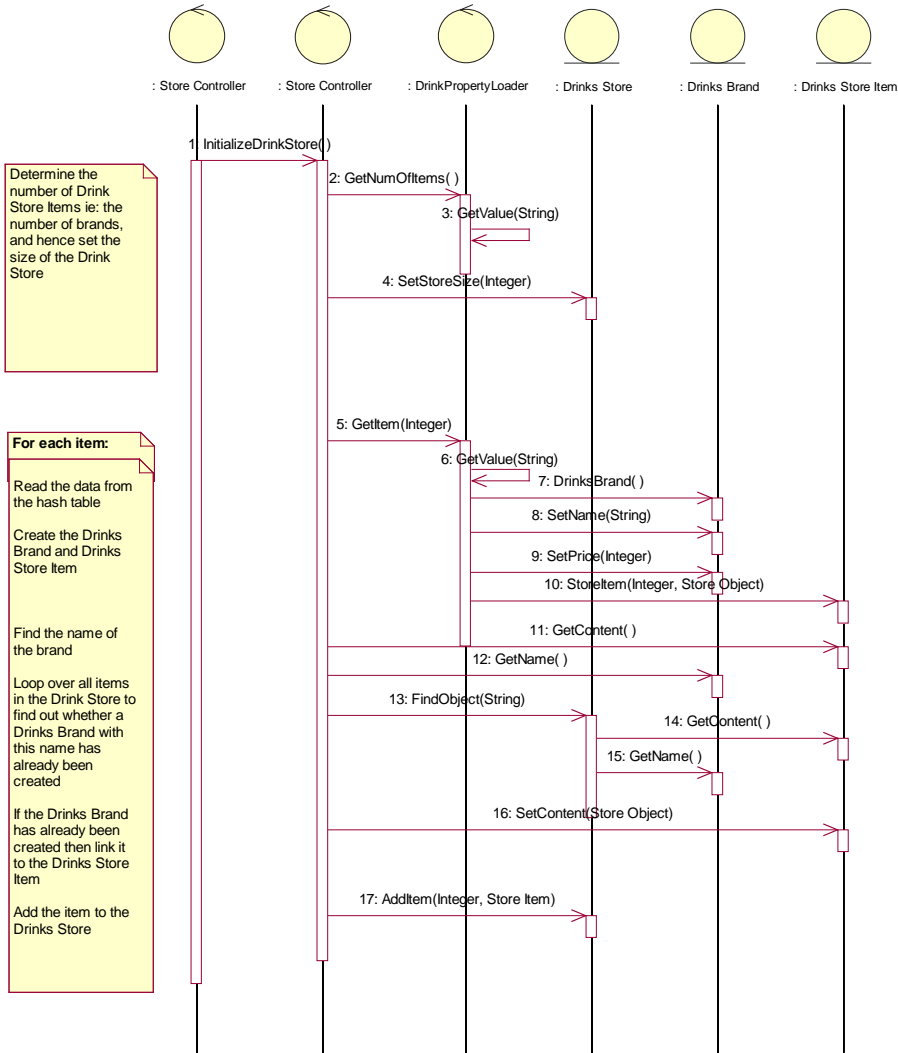 : Store Controller
: Store Controller
: DrinkPropertyLoader
: Drinks Store
: Drinks Brand
: Drinks Store Item
1: InitializeDrinkStore( )
Determine the
number of Drink
Store Items ie: the
number of brands,
and hence set the
size of the Drink
Store
2: GetNumOfItems( )
3: GetValue(String)
4: SetStoreSize(Integer)
5: GetItem(Integer)
For each item:
6: GetValue(String)
7: DrinksBrand( )
Read the data from
the hash table
8: SetName(String)
Create the Drinks
Brand and Drinks
Store Item
9: SetPrice(Integer)
10: StoreItem(Integer, Store Object)
Find the name of
the brand
11: GetContent( )
12: GetName( )
Loop over all items
in the Drink Store to
find out whether a
Drinks Brand with
this name has
already been
created
13: FindObject(String)
14: GetContent( )
15: GetName( )
If the Drinks Brand
has already been
created then link it
to the Drinks Store
Item
16: SetContent(Store Object)
17: AddItem(Integer, Store Item)
Add the item to the
Drinks Store